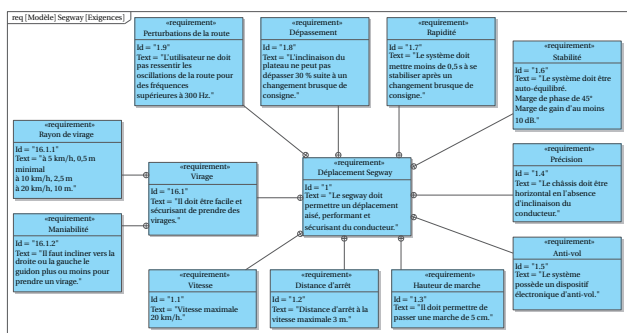 req [Modèle] Segway [Exigences]
«requirement»
Perturbations de la route
Id = "1.9"
Text = "L'utilisateur ne doit
pas ressentir les
oscillations de la route pour
des fréquences
supérieures à 300 Hz."
«requirement»
Dépassement
Id = "1.8"
Text = "L'inclinaison du
plateau ne peut pas
dépasser 30 % suite à un
changement brusque de
consigne."
«requirement»
Rapidité
Id = "1.7"
Text = "Le système doit
mettre moins de 0,5 s à se
stabiliser après un
changement brusque de
consigne."
«requirement»
Stabilité
Id = "1.6"
Text = "Le système doit être
auto-équilibré.
Marge de phase de 45°
Marge de gain d'au moins
10 dB."
«requirement»
Rayon de virage
Id = "16.1.1"
Text = "à 5 km/h, 0,5 m
minimal
à 10 km/h, 2,5 m
à 20 km/h, 10 m."
«requirement»
Virage
Id = "16.1"
Text = "Il doit être facile et
sécurisant de prendre des
virages."
«requirement»
Déplacement Segway
Id = "1"
Text = "Le segway doit
permettre un déplacement
aisé, performant et
sécurisant du conducteur."
«requirement»
Précision
Id = "1.4"
Text = "Le châssis doit être
horizontal en l'absence
d'inclinaison du
conducteur."
«requirement»
Maniabilité
Id = "16.1.2"
Text = "Il faut incliner vers la
droite ou la gauche le
guidon plus ou moins pour
prendre un virage."
«requirement»
Anti-vol
Id = "1.5"
Text = "Le système
possède un dispositif
électronique d'anti-vol."
«requirement»
Vitesse
Id = "1.1"
Text = "Vitesse maximale
20 km/h."
«requirement»
Distance d'arrêt
Id = "1.2"
Text = "Distance d'arrêt à la
vitesse maximale 3 m."
«requirement»
Hauteur de marche
Id = "1.3"
Text = "Il doit permettre de
passer une marche de 5 cm."